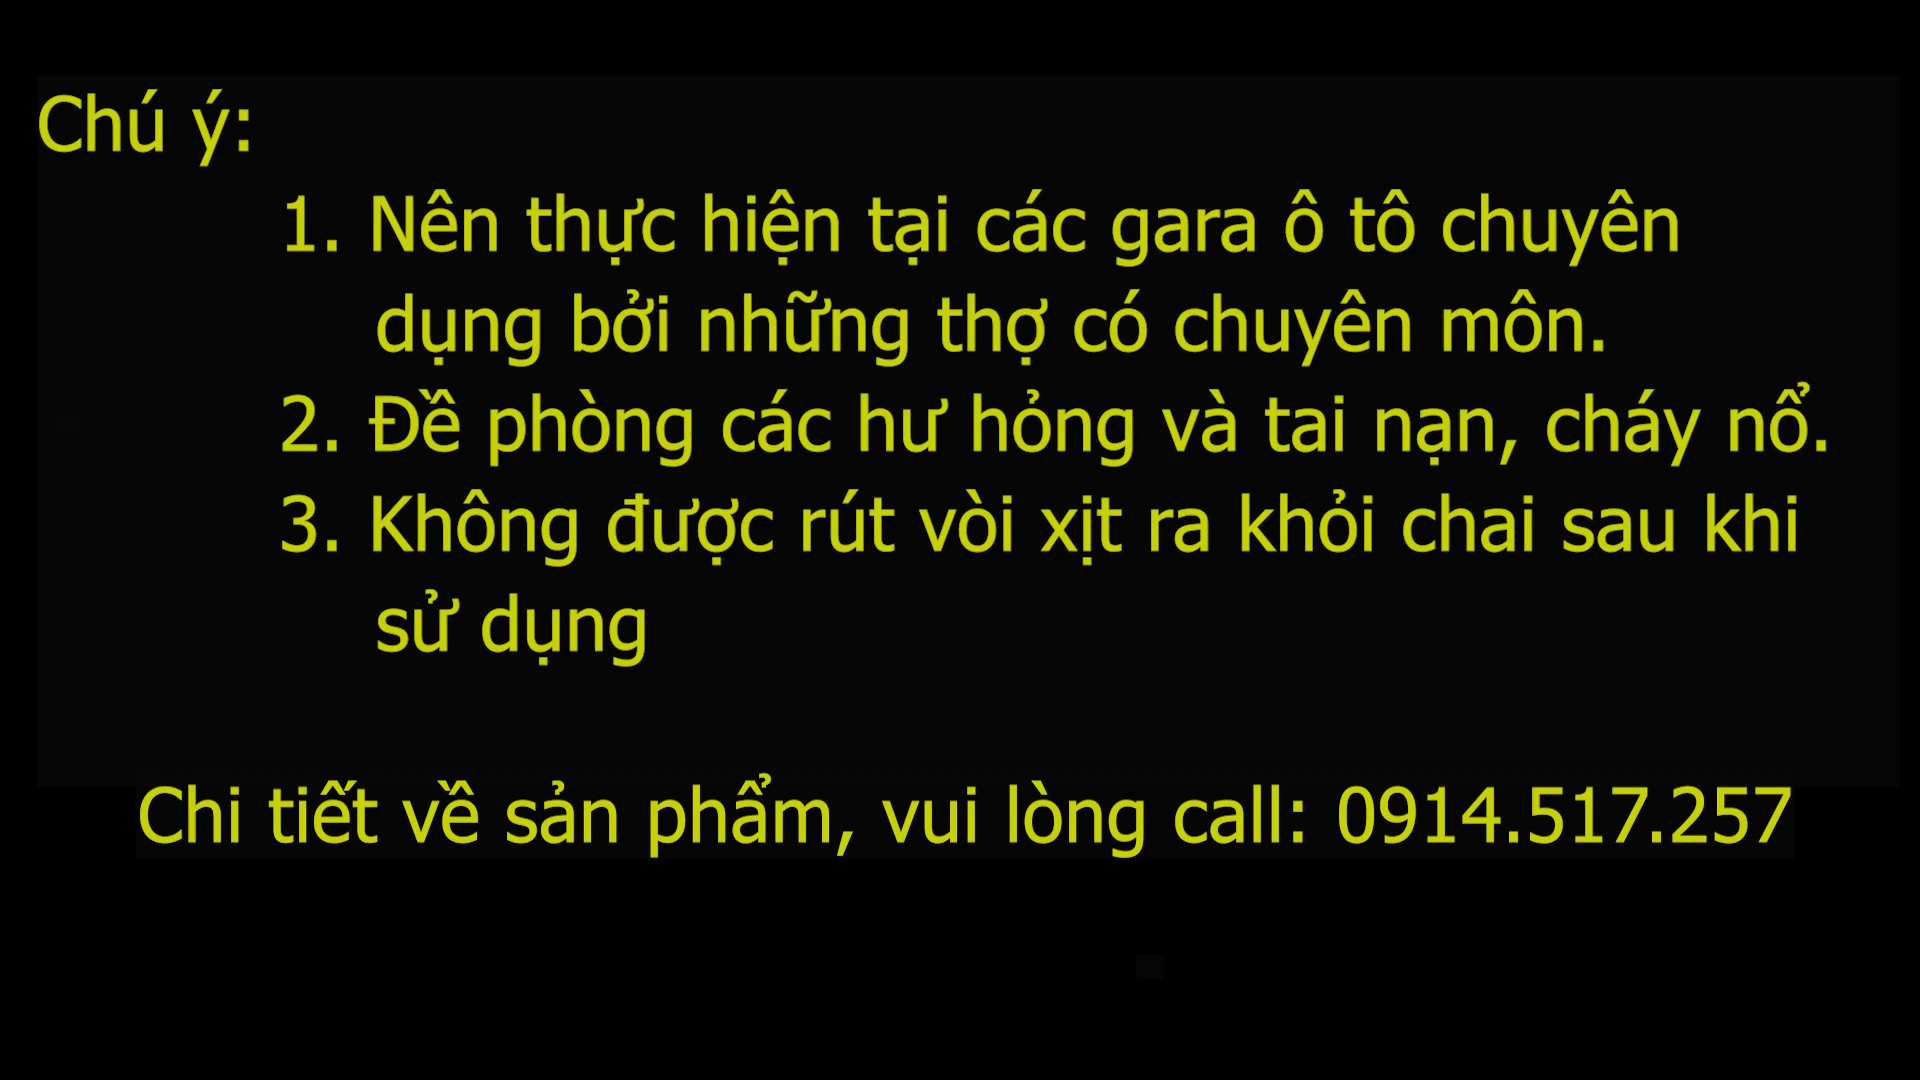 Chú ý:
1. Nên thực hiện tại các gara ô tô chuyên
dụng bởi những thợ có chuyên môn.
2. Đề phòng các hư hỏng và tai nạn, cháy nổ.
3. Không được rút vòi xịt ra khỏi chai sau khi
sử dụng
Chi tiết về sản phẩm, vui lòng call: 0914.517.257